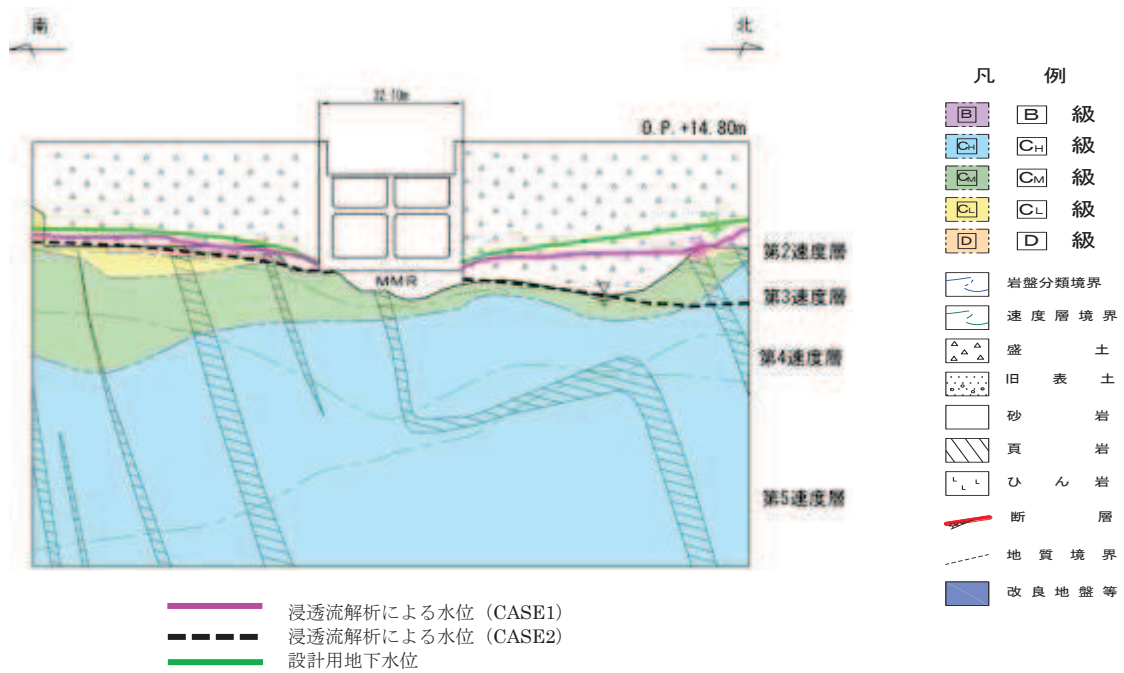 南
北
32.10m
O.P.+14.80m
MMR
第2速度層
第3速度層
第4速度層
第5速度層
凡 例
B B 級
CH CH 級
CM CM 級
CL CL 級
D D 級
岩盤分類境界
速度層境界
盛土
旧表土
砂岩
頁岩
ひん岩
断層
地質境界
改良地盤等
浸透流解析による水位（CASE1）
浸透流解析による水位（CASE2）
設計用地下水位